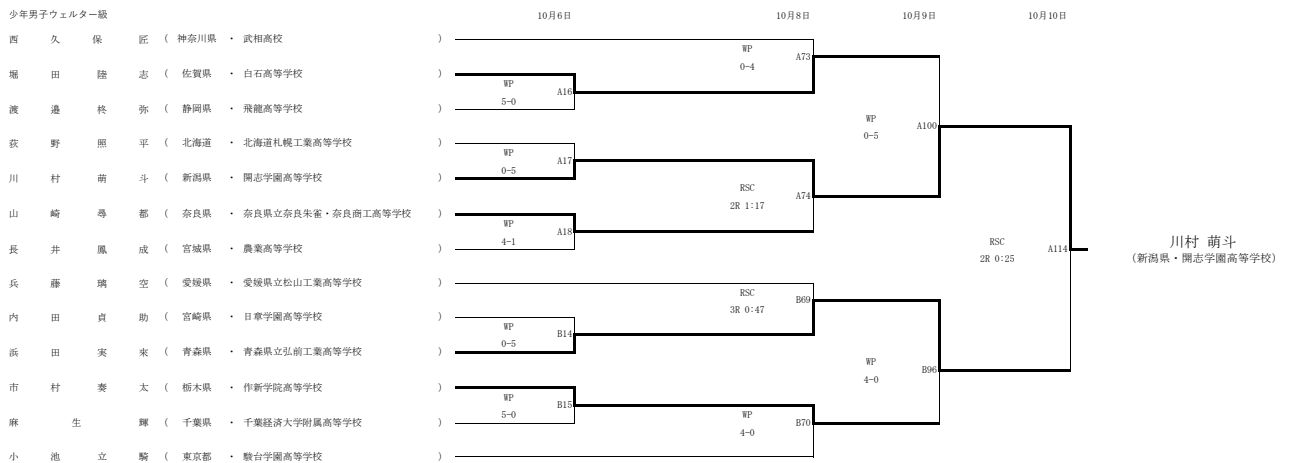 少年男子ウェルター級 10月6日 10月8日 10月9日 10月10日
西久保 匠 ( 神奈川県 ・ 武相高校 )
WP
0-4
A73
堀田 陸志 ( 佐賀県 ・ 白石高等学校 )
WP
5-0
A16
渡邉 柊弥 ( 静岡県 ・ 飛龍高等学校 )
WP
0-5
A100
荻野 照平 ( 北海道 ・ 北海道札幌工業高等学校 )
WP
0-5
A17
川村 萌斗 ( 新潟県 ・ 開志学園高等学校 )
RSC
2R 1:17
A74
山崎 尋都 ( 奈良県 ・ 奈良県立奈良朱雀・奈良商工高等学校 )
WP
4-1
A18
長井 鳳成 ( 宮城県 ・ 農業高等学校 )
RSC
2R 0:25
A114
川村 萌斗
(新潟県・開志学園高等学校)
兵藤 璃空 ( 愛媛県 ・ 愛媛県立松山工業高等学校 )
RSC
3R 0:47
B69
内田 貞助 ( 宮崎県 ・ 日章学園高等学校 )
WP
0-5
B14
浜田 実來 ( 青森県 ・ 青森県立弘前工業高等学校 )
WP
4-0
B96
市村 奏太 ( 栃木県 ・ 作新学院高等学校 )
WP
5-0
B15
麻生 輝 ( 千葉県 ・ 千葉経済大学附属高等学校 )
WP
4-0
B70
小池 立騎 ( 東京都 ・ 駿台学園高等学校 )